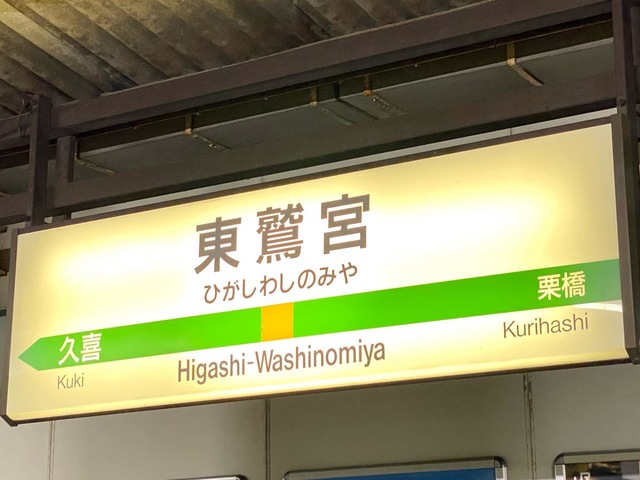 東鷲宮
ひがしわしのみや
久喜
栗橋
Kuki
Higashi-Washinomiya
Kurihashi